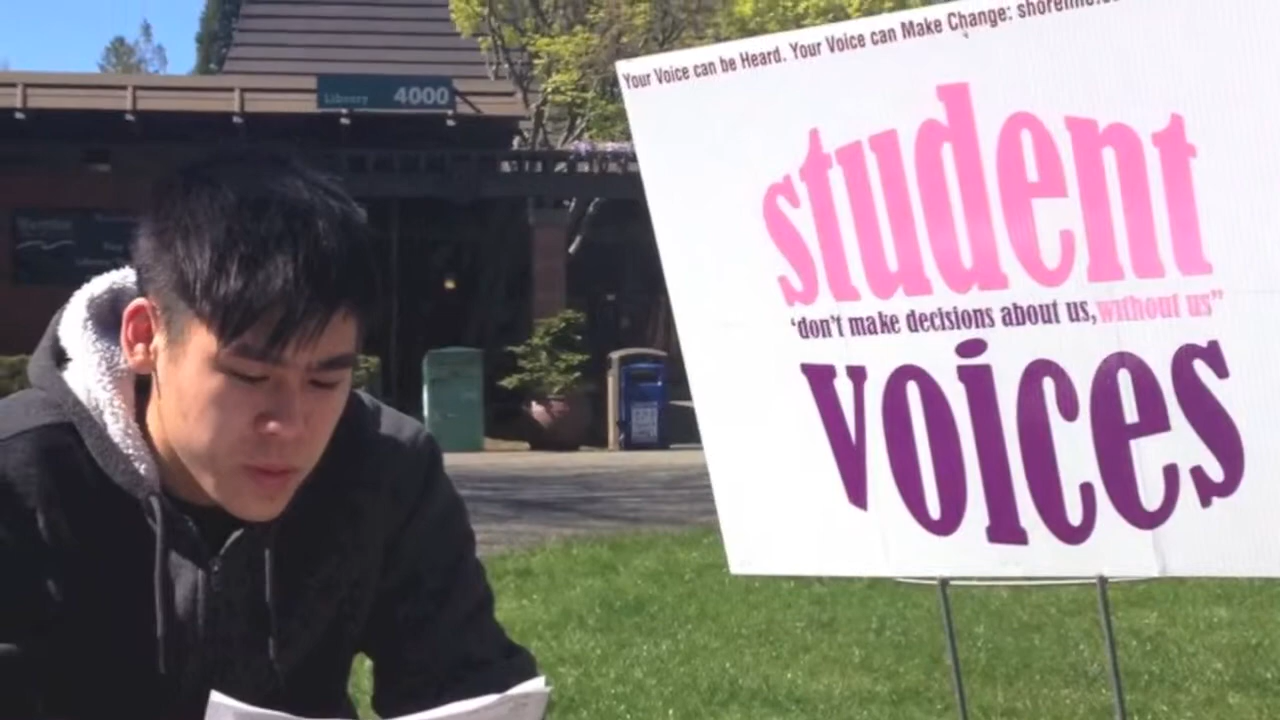 Your Voice can be Heard. Your Voice can Make Change:
student
'don't make decisions about us, without us"
voices
Library 4000